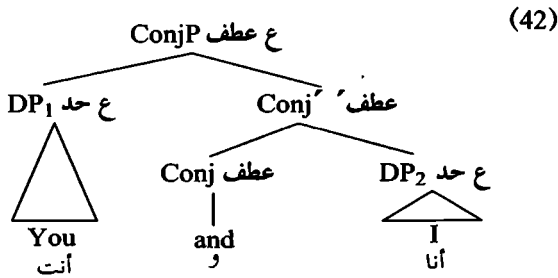 (42)
ع عطف ConjP
ع حد DP₁ عطف´ Conj´
عطف Conj ع حد DP₂
You and I
أنت و أنا